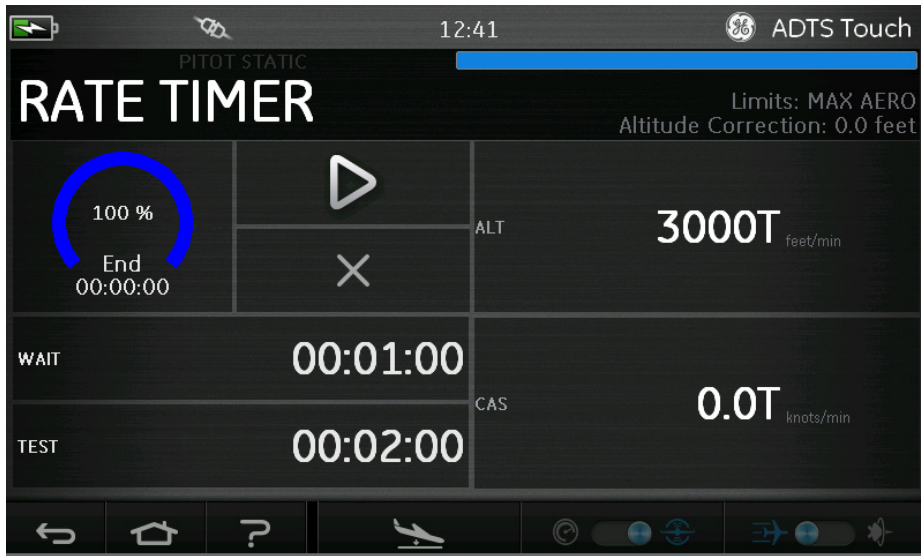 12:41
GE ADTS Touch
PITOT STATIC
RATE TIMER
Limits: MAX AERO
Altitude Correction: 0.0 feet
100 %
End
00:00:00
ALT 3000T feet/min
WAIT 00:01:00
CAS 0.0T knots/min
TEST 00:02:00
?